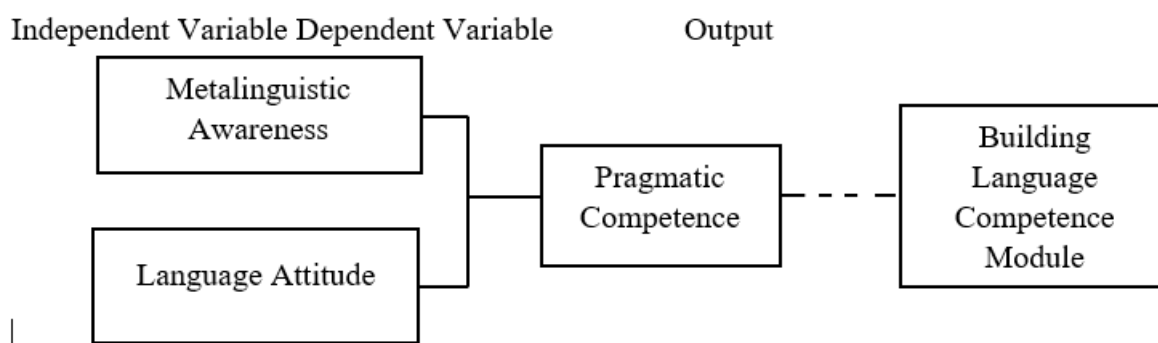 Independent Variable Dependent Variable Output
Metalinguistic
Awareness
Language Attitude
Pragmatic
Competence
Building
Language
Competence
Module